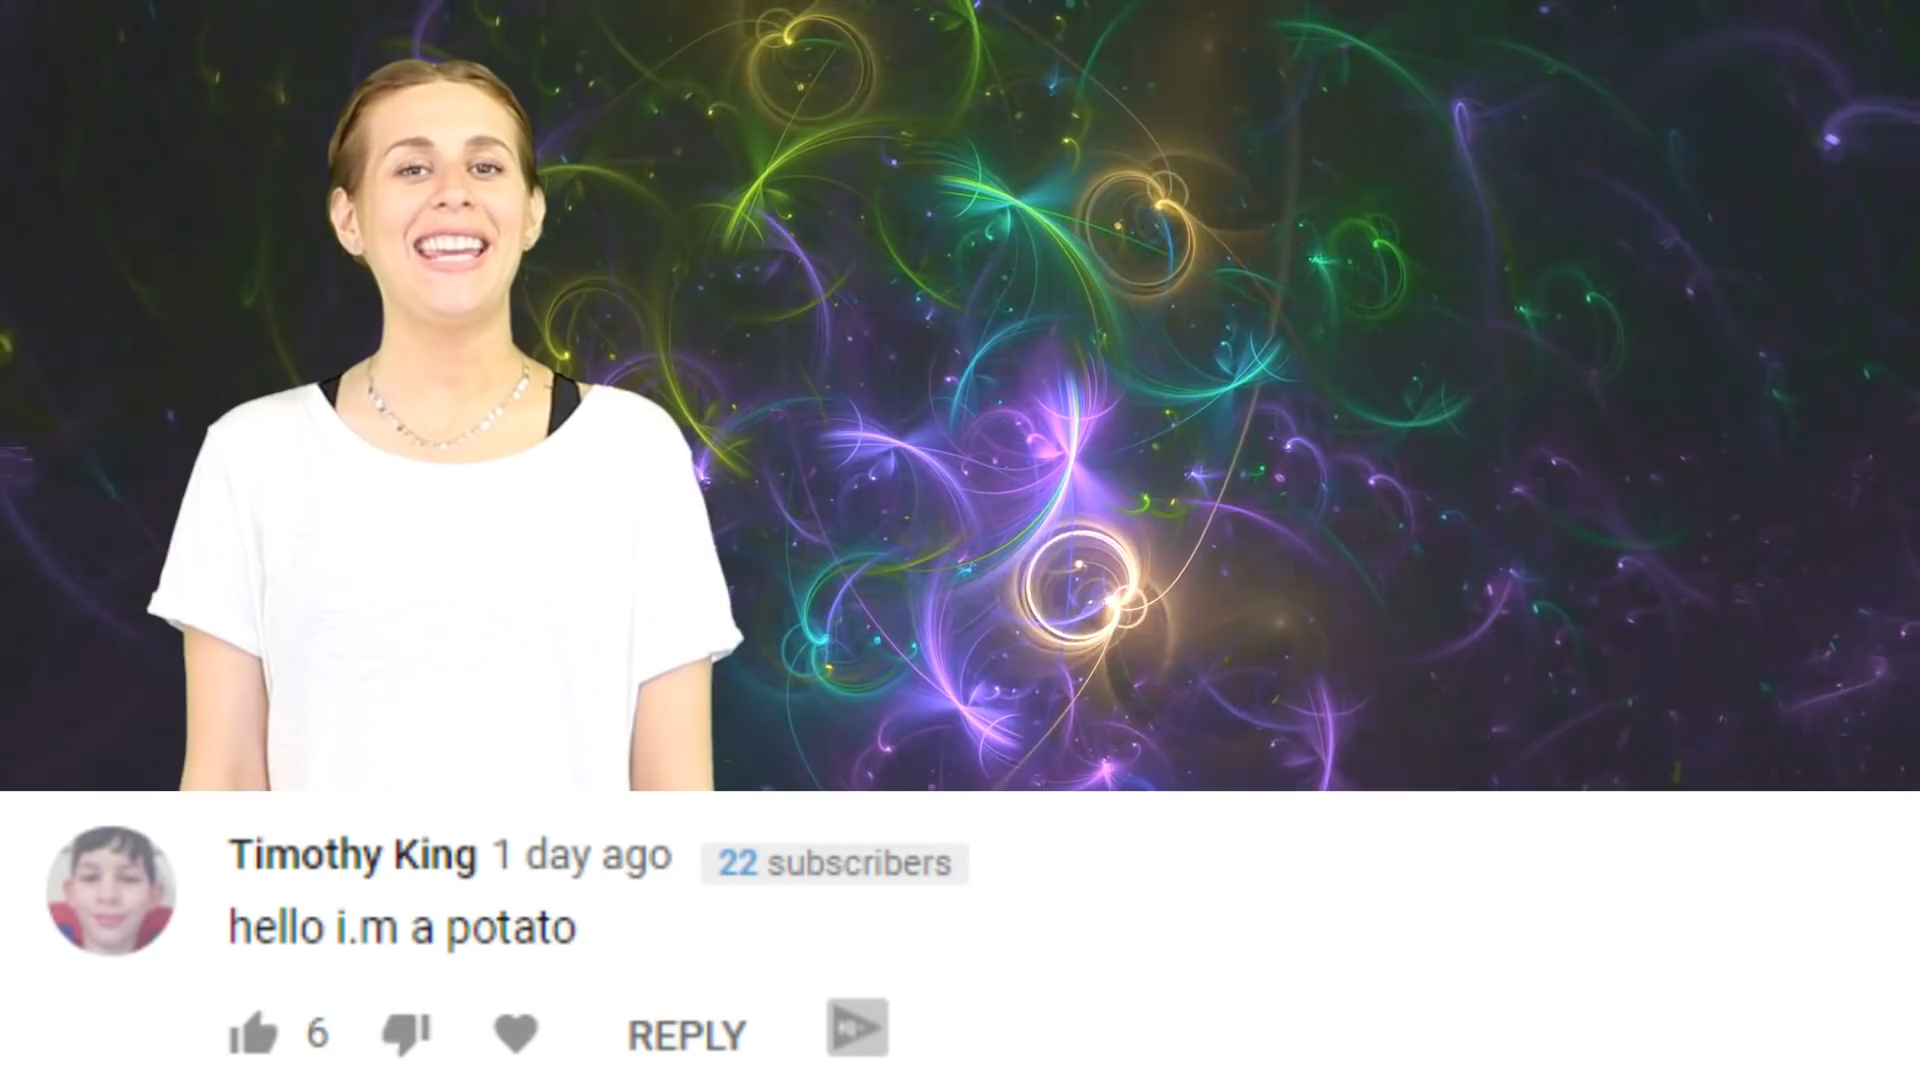 Timothy King 1 day ago 22 subscribers
hello i.m a potato
6 REPLY